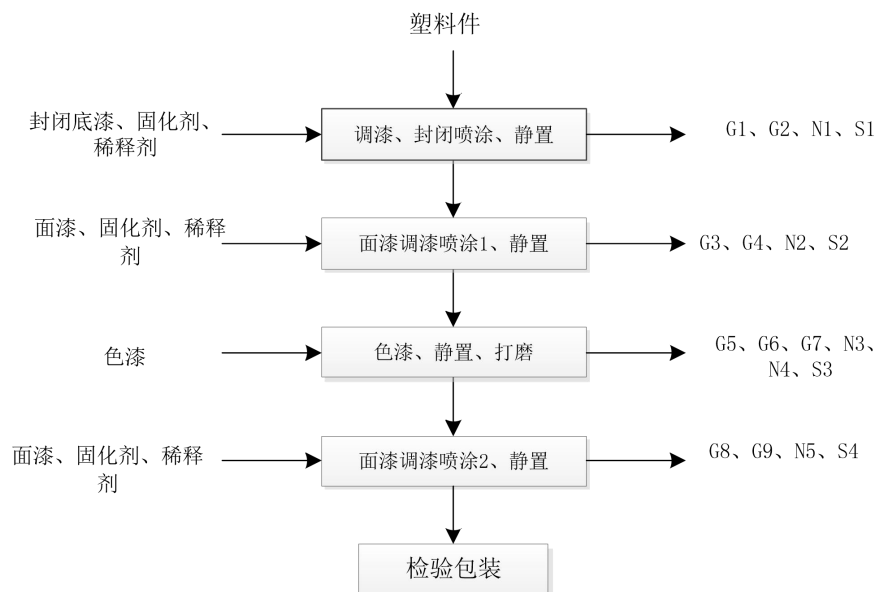 塑料件
封闭底漆、固化剂、
稀释剂
调漆、封闭喷涂、静置
G1、G2、N1、S1
面漆、固化剂、稀释
剂
面漆调漆喷涂1、静置
G3、G4、N2、S2
色漆
色漆、静置、打磨
G5、G6、G7、N3、
N4、S3
面漆、固化剂、稀释
剂
面漆调漆喷涂2、静置
G8、G9、N5、S4
检验包装